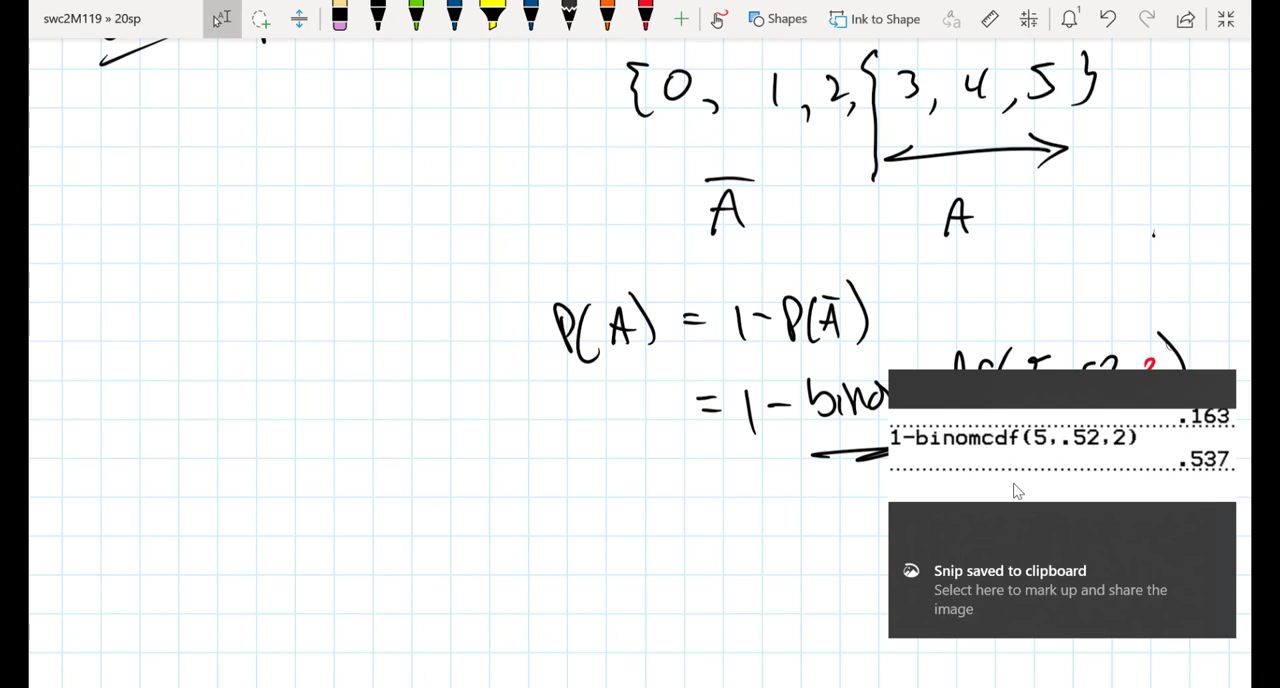 swc2M119 » 20sp
Shapes
Ink to Shape
1
{0, 1, 2, { 3, 4, 5 }
A̅ A
P(A) = 1 - P(A̅)
= 1 - bino
.163
1-binomcdf(5,.52,2)
.537
Snip saved to clipboard
Select here to mark up and share the
image